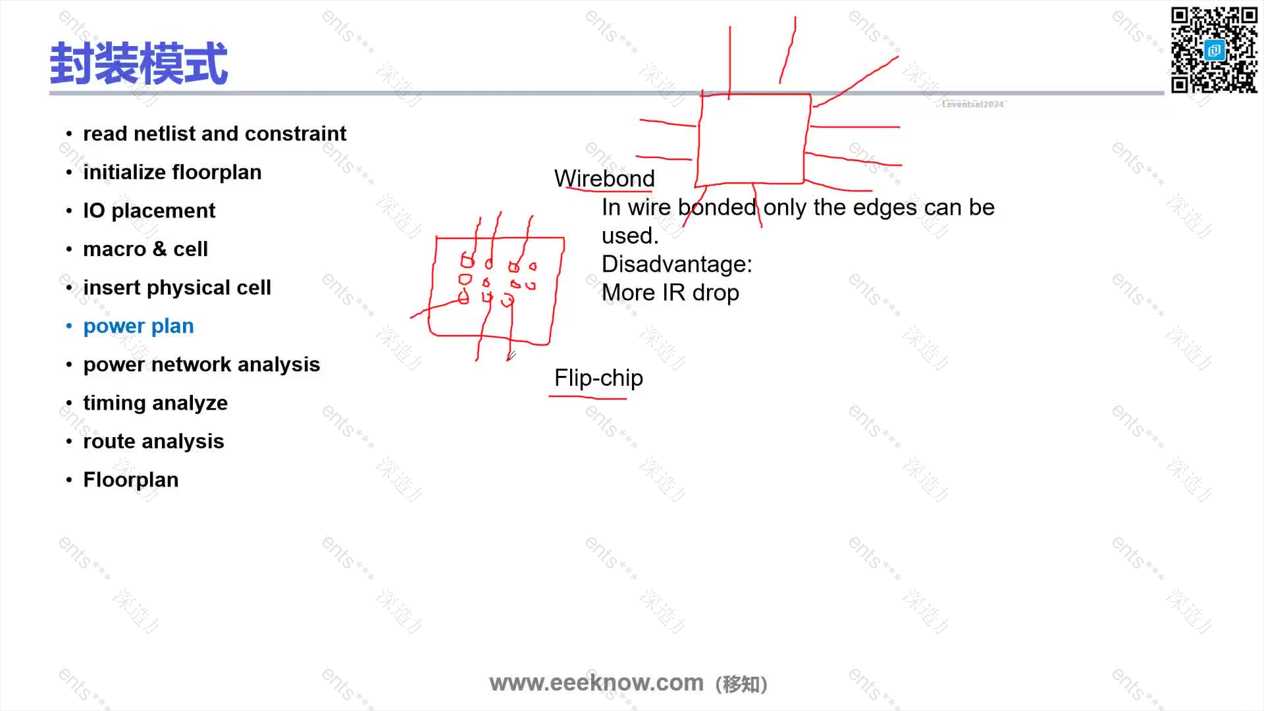 封装模式
Leventsel2024
• read netlist and constraint
• initialize floorplan
• IO placement
• macro & cell
• insert physical cell
• power plan
• power network analysis
• timing analyze
• route analysis
• Floorplan
Wirebond
In wire bonded only the edges can be
used.
Disadvantage:
More IR drop
Flip-chip
www.eeeknow.com（移知）